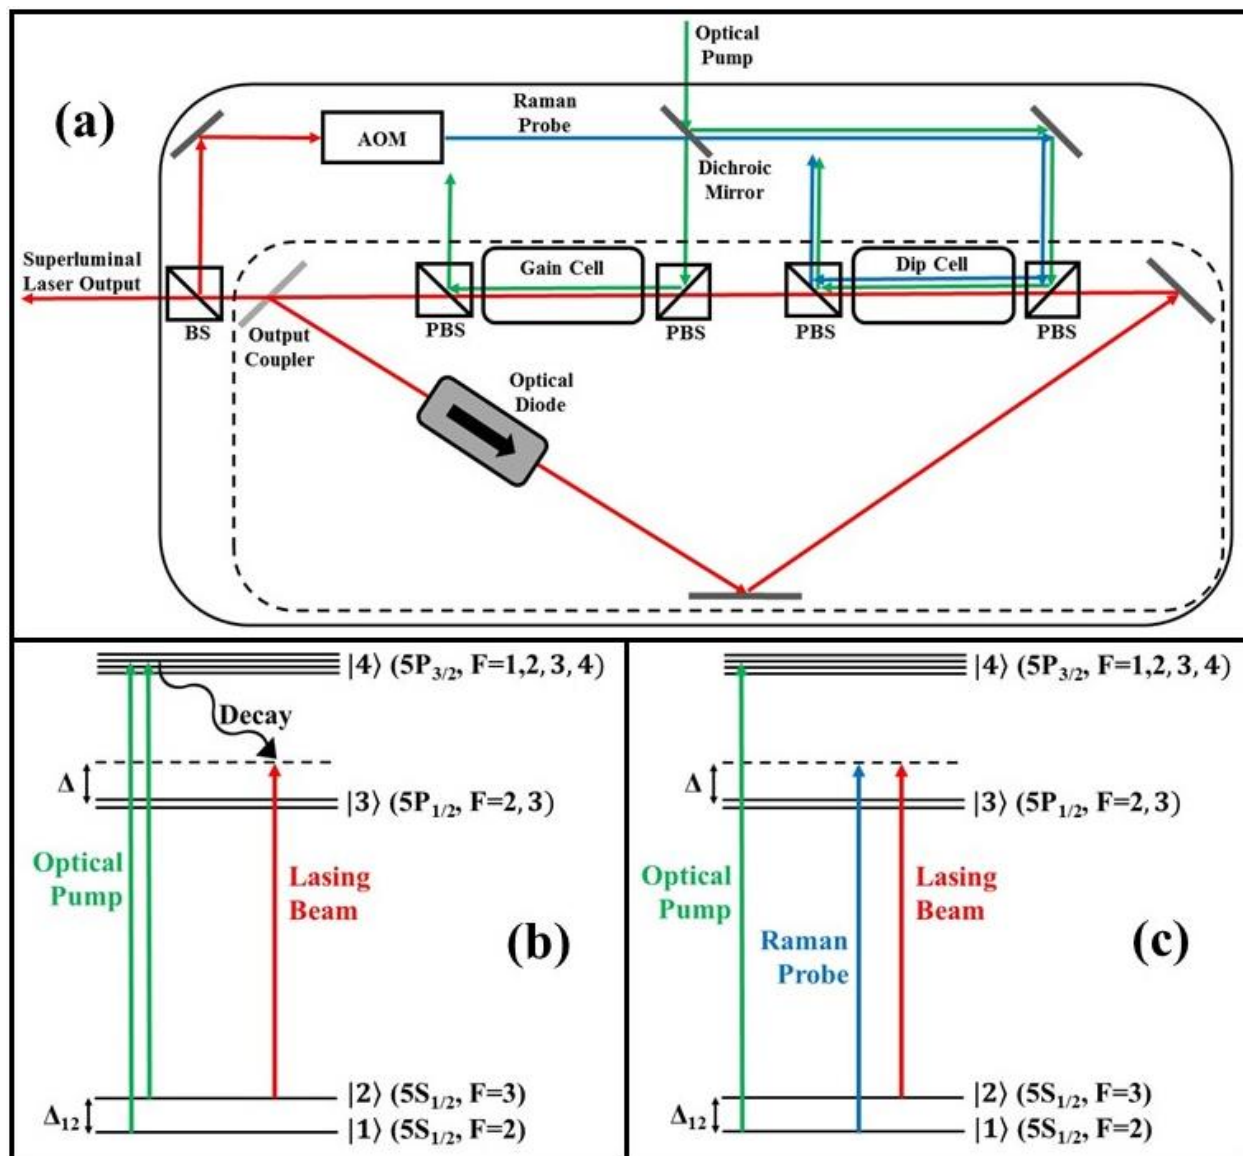 (a)
Optical
Pump
Raman
Probe
AOM
Dichroic
Mirror
Superluminal
Laser Output
Gain Cell
Dip Cell
BS
PBS
PBS
PBS
PBS
Output
Coupler
Optical
Diode
|4⟩ (5P3/2, F=1,2,3,4)
Decay
Δ
|3⟩ (5P1/2, F=2,3)
Optical
Pump
Lasing
Beam
(b)
|2⟩ (5S1/2, F=3)
Δ12
|1⟩ (5S1/2, F=2)
|4⟩ (5P3/2, F=1,2,3,4)
Δ
|3⟩ (5P1/2, F=2,3)
Optical
Pump
Raman
Probe
Lasing
Beam
(c)
|2⟩ (5S1/2, F=3)
Δ12
|1⟩ (5S1/2, F=2)